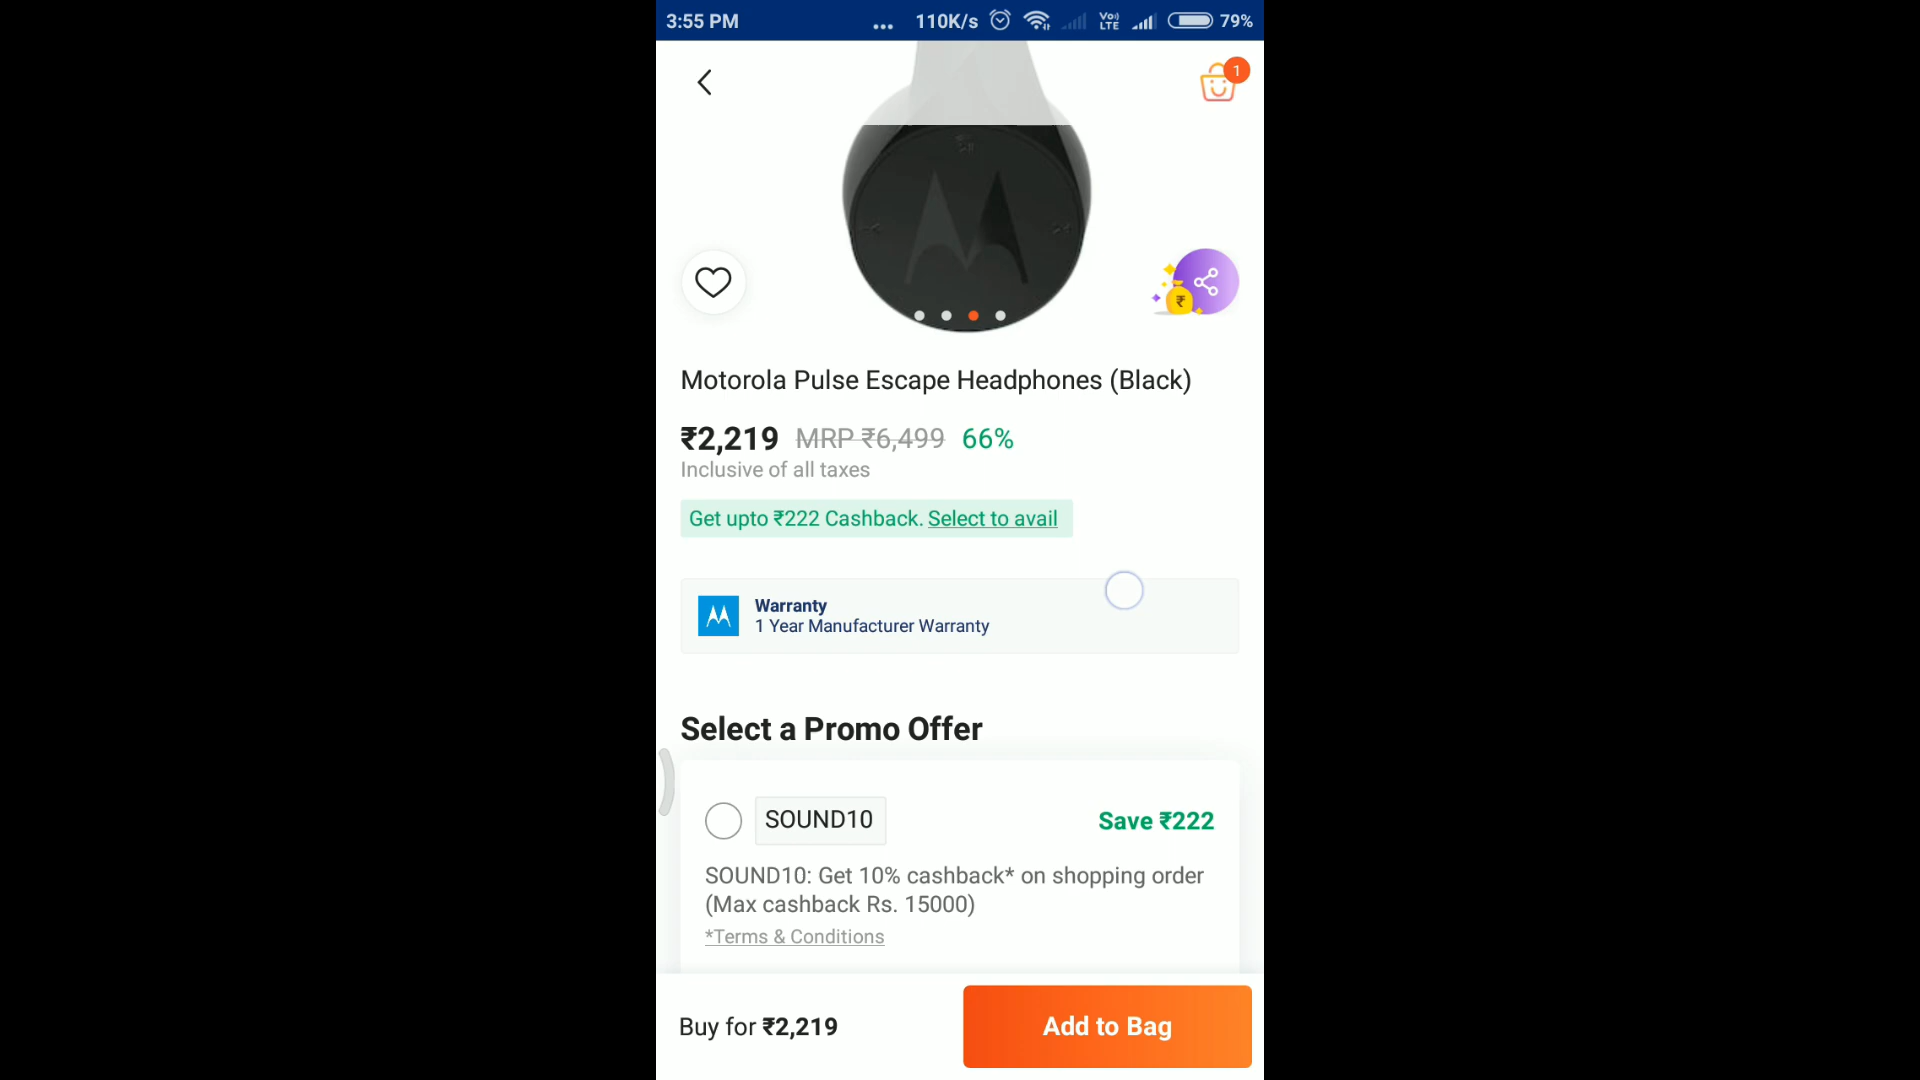 3:55 PM ... 110K/s Vo) LTE 79%
1
₹
Motorola Pulse Escape Headphones (Black)
₹2,219 MRP ₹6,499 66%
Inclusive of all taxes
Get upto ₹222 Cashback. Select to avail
Warranty
1 Year Manufacturer Warranty
Select a Promo Offer
SOUND10 Save ₹222
SOUND10: Get 10% cashback* on shopping order
(Max cashback Rs. 15000)
*Terms & Conditions
Buy for ₹2,219 Add to Bag